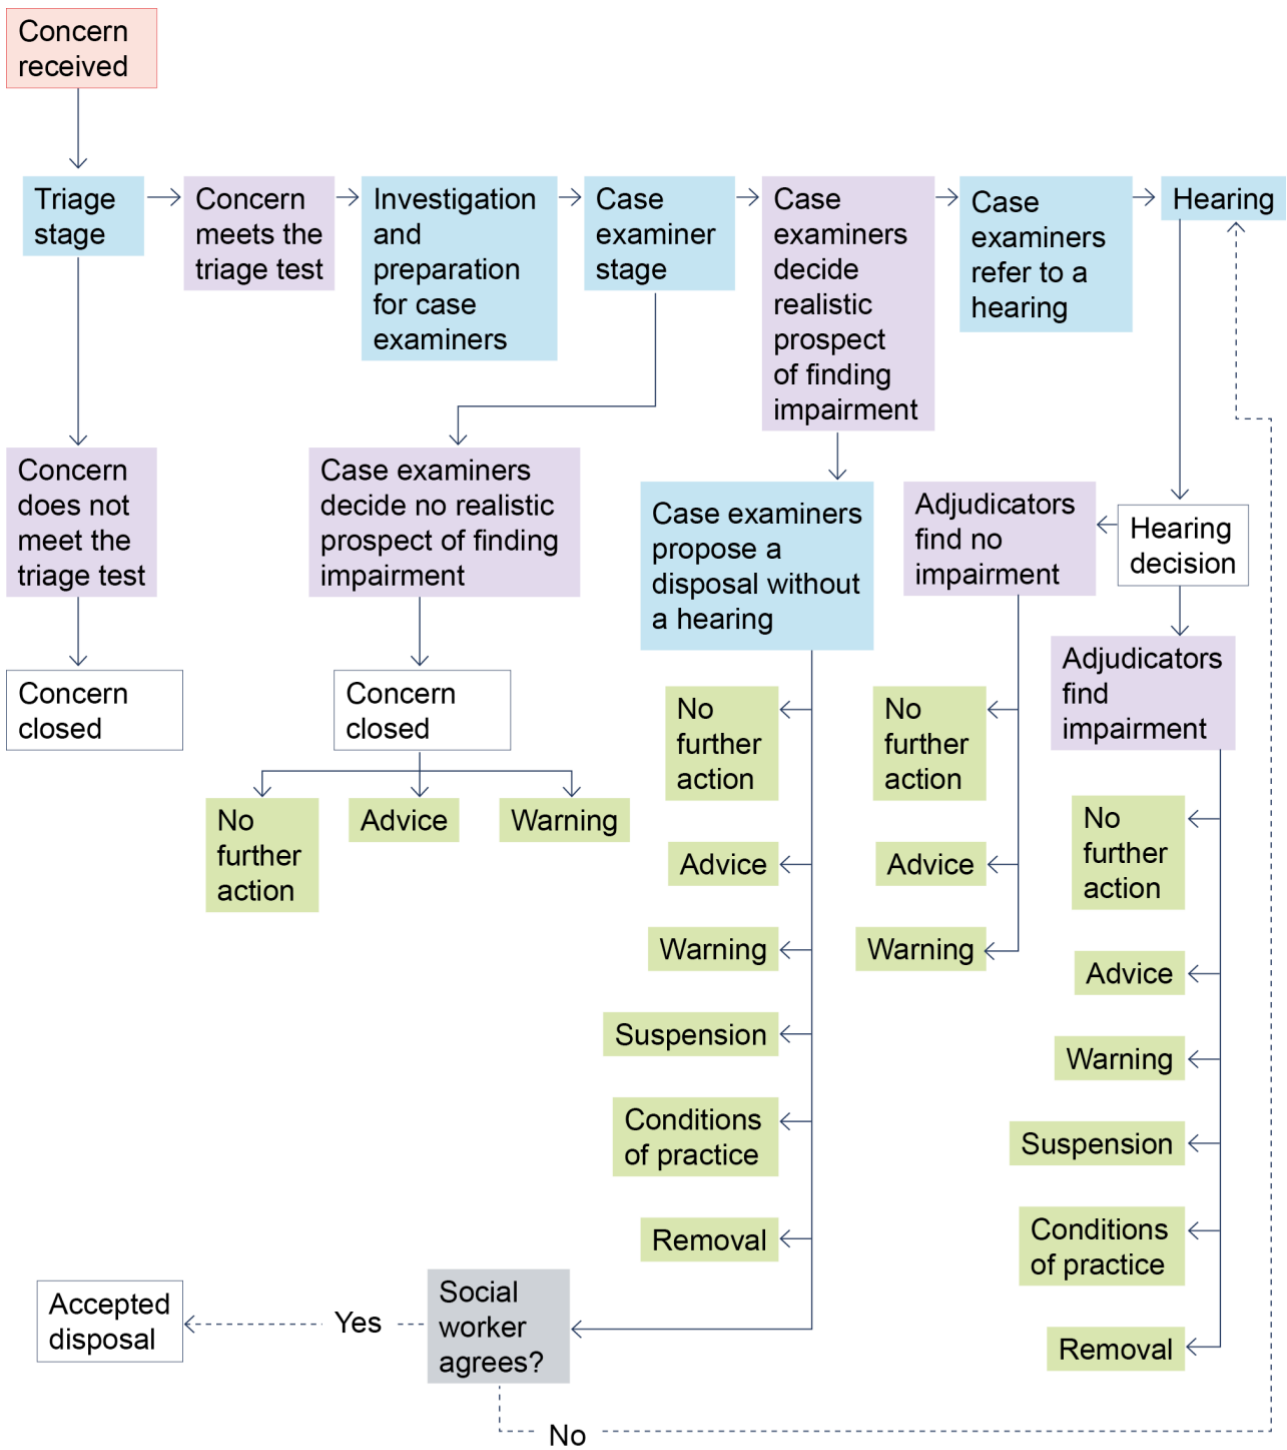 Concern
received
Triage
stage
Concern
meets the
triage test
Investigation
and
preparation
for case
examiners
Case
examiner
stage
Case
examiners
decide
realistic
prospect
of finding
impairment
Case
examiners
refer to a
hearing
Hearing
Concern
does not
meet the
triage test
Concern
closed
Case examiners
decide no realistic
prospect of finding
impairment
Concern
closed
No
further
action
Advice
Warning
Case examiners
propose a
disposal without
a hearing
No
further
action
Advice
Warning
Suspension
Conditions
of practice
Removal
Adjudicators
find no
impairment
No
further
action
Advice
Warning
Hearing
decision
Adjudicators
find
impairment
No
further
action
Advice
Warning
Suspension
Conditions
of practice
Removal
Social
worker
agrees?
Yes
Accepted
disposal
No